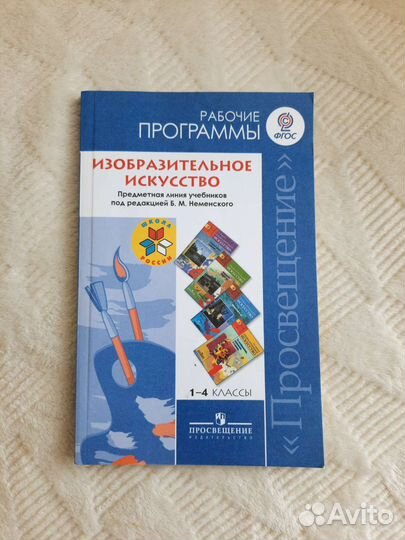 РАБОЧИЕ
ПРОГРАММЫ
ФГОС
ИЗОБРАЗИТЕЛЬНОЕ
ИСКУССТВО
Предметная линия учебников
под редакцией Б. М. Неменского
ШКОЛА
РОССИИ
«Просвещение»
1–4 КЛАССЫ
ПРОСВЕЩЕНИЕ
ИЗДАТЕЛЬСТВО
Avito